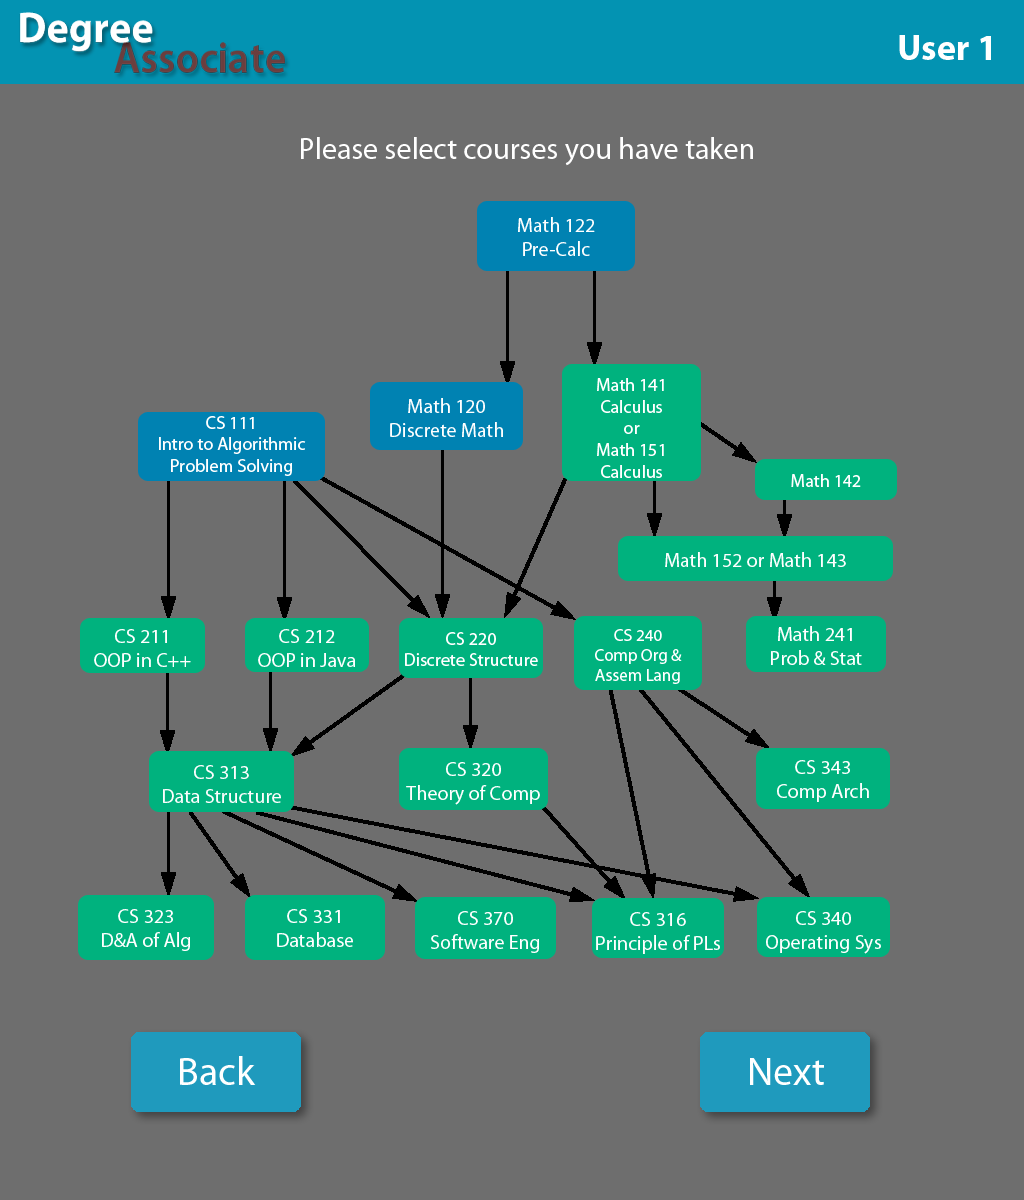 Degree
Associate
User 1
Please select courses you have taken
Math 122
Pre-Calc
Math 141
Calculus
or
Math 151
Calculus
Math 120
Discrete Math
CS 111
Intro to Algorithmic
Problem Solving
Math 142
Math 152 or Math 143
CS 211
OOP in C++
CS 212
OOP in Java
CS 220
Discrete Structure
CS 240
Comp Org &
Assem Lang
Math 241
Prob & Stat
CS 313
Data Structure
CS 320
Theory of Comp
CS 343
Comp Arch
CS 323
D&A of Alg
CS 331
Database
CS 370
Software Eng
CS 316
Principle of PLs
CS 340
Operating Sys
Back
Next